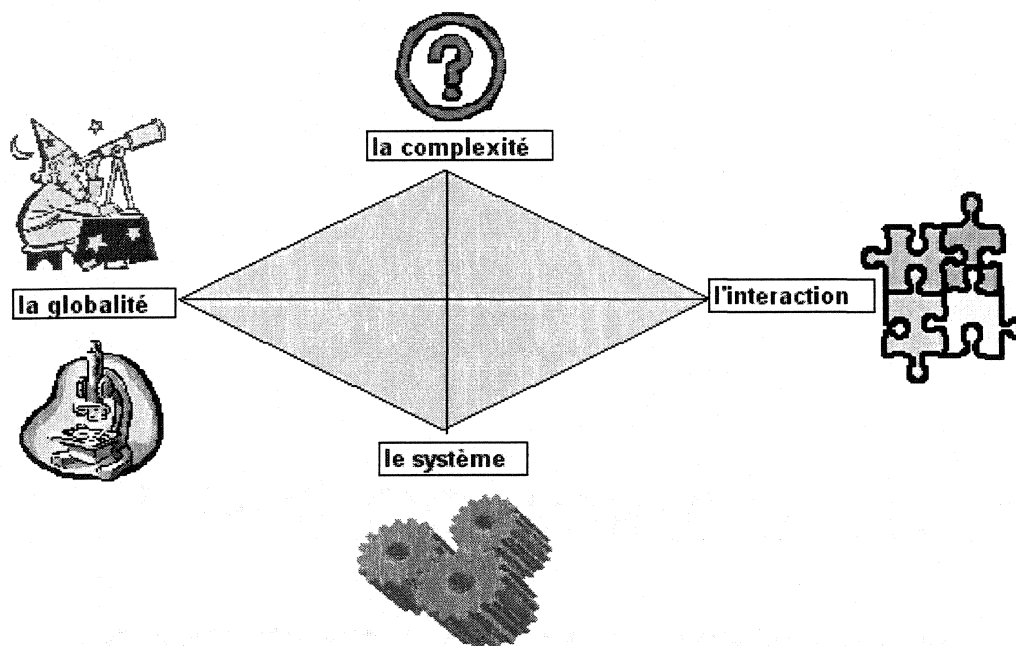 ?
la complexité
la globalité
l'interaction
le système